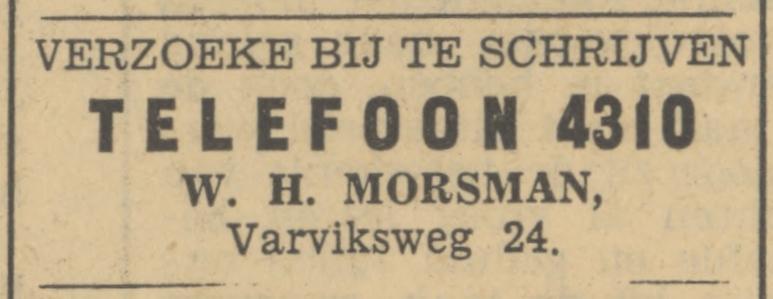 VERZOEKE BIJ TE SCHRIJVEN
TELEFOON 4310
W. H. MORSMAN,
Varviksweg 24.